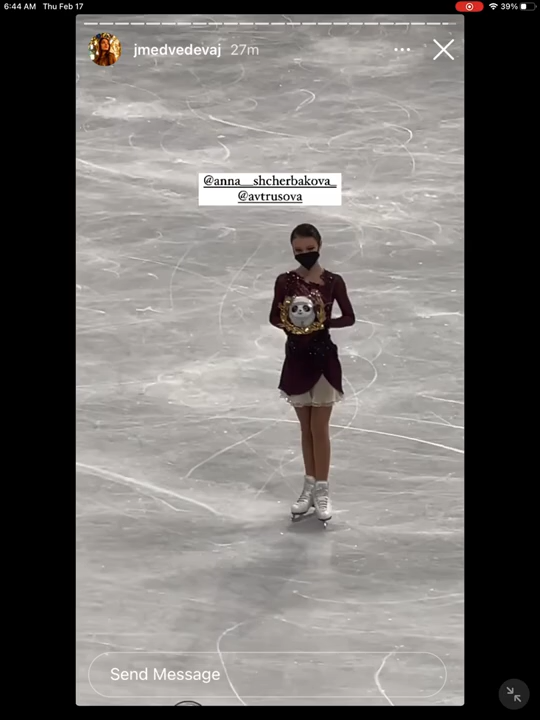 6:44 AM Thu Feb 17
39%
jmedvedevaj 27m
@anna__shcherbakova_
@avtrusova
Send Message